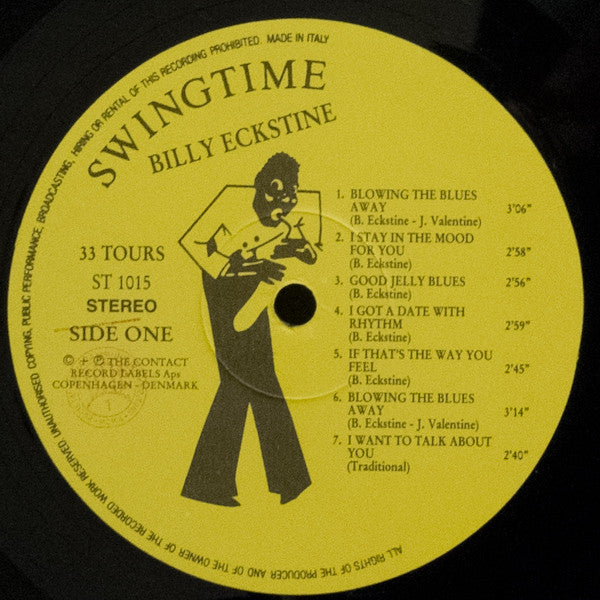 ALL RIGHTS OF THE PRODUCER AND OF THE OWNER OF THE RECORDED WORK RESERVED. UNAUTHORISED COPYING, PUBLIC PERFORMANCE, BROADCASTING, HIRING OR RENTAL OF THIS RECORDING PROHIBITED. MADE IN ITALY
SWINGTIME
BILLY ECKSTINE
33 TOURS
ST 1015
STEREO
SIDE ONE
© + ℗ THE CONTACT
RECORD LABELS Aps
COPENHAGEN - DENMARK
1. BLOWING THE BLUES
AWAY 3'06"
(B. Eckstine - J. Valentine)
2. I STAY IN THE MOOD
FOR YOU 2'58"
(B. Eckstine)
3. GOOD JELLY BLUES 2'56"
(B. Eckstine)
4. I GOT A DATE WITH
RHYTHM 2'59"
(B. Eckstine)
5. IF THAT'S THE WAY YOU
FEEL 2'45"
(B. Eckstine)
6. BLOWING THE BLUES
AWAY 3'14"
(B. Eckstine - J. Valentine)
7. I WANT TO TALK ABOUT
YOU 2'40"
(Traditional)